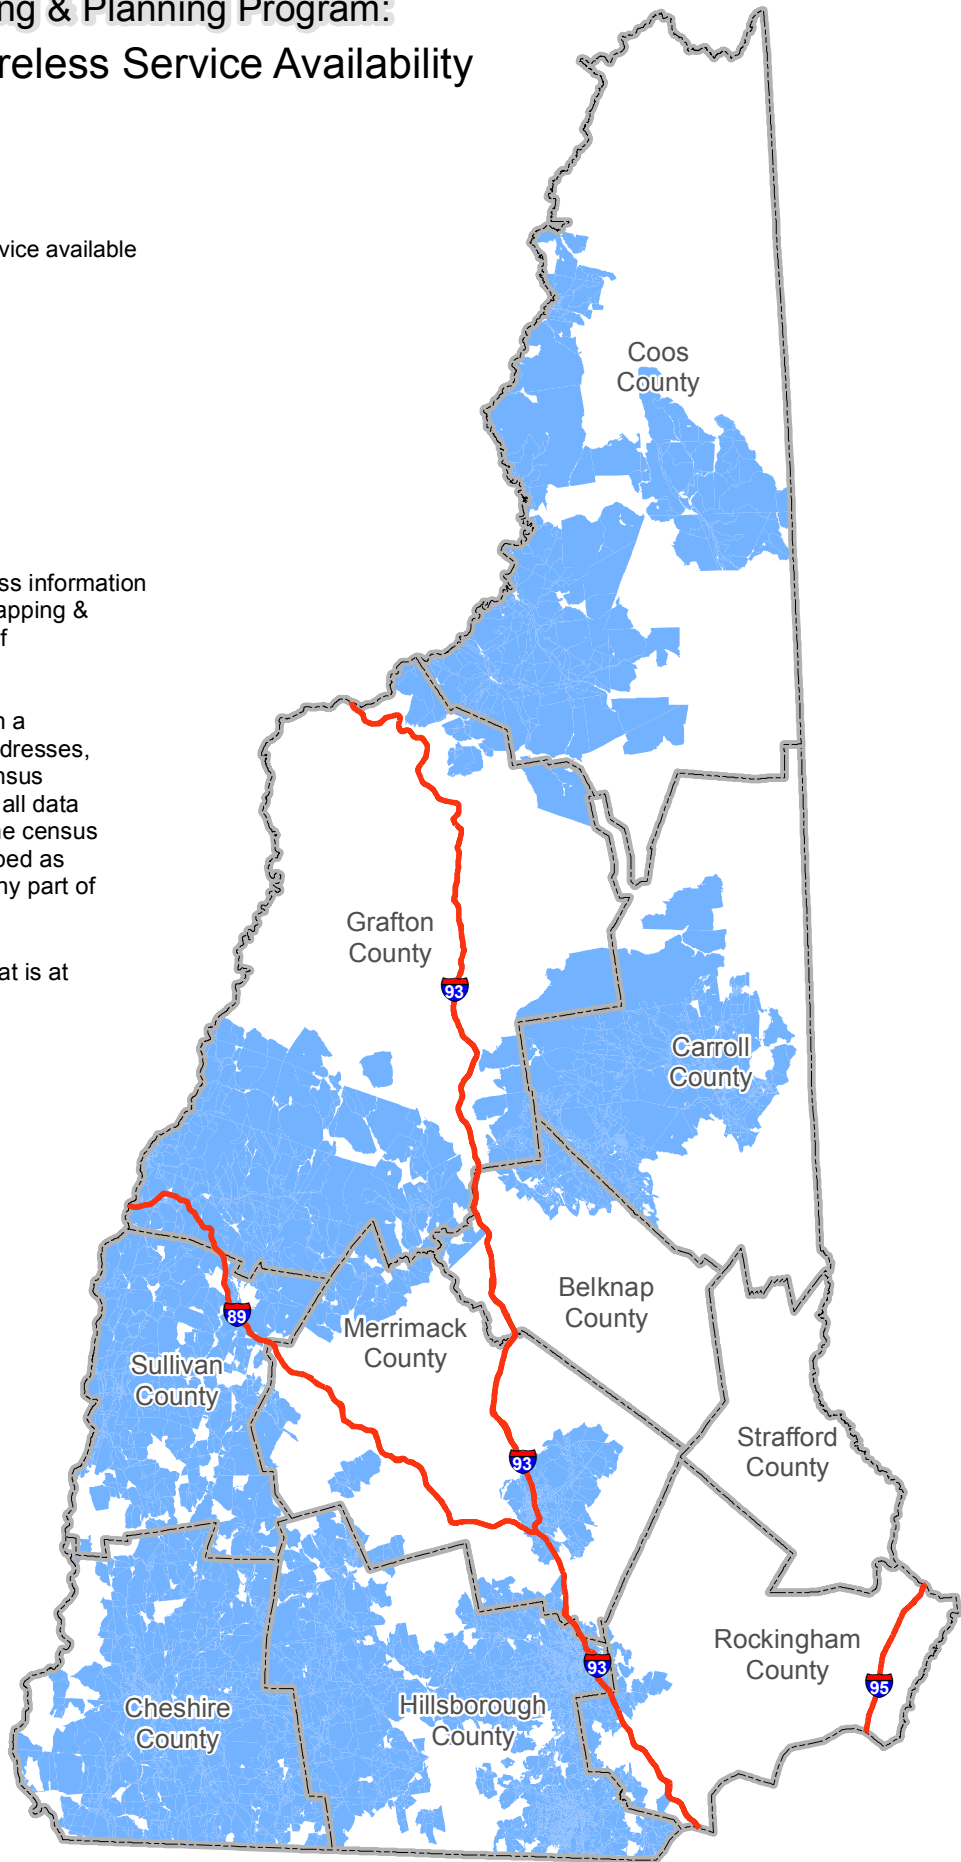 ng & Planning Program:
reless Service Availability
vice available
ss information
apping &
f
n a
dresses,
nsus
all data
e census
ped as
ny part of
at is at
Coos
County
Grafton
County
93
Carroll
County
Belknap
County
89
Merrimack
County
Sullivan
County
Strafford
County
93
Rockingham
County
93
95
Cheshire
County
Hillsborough
County